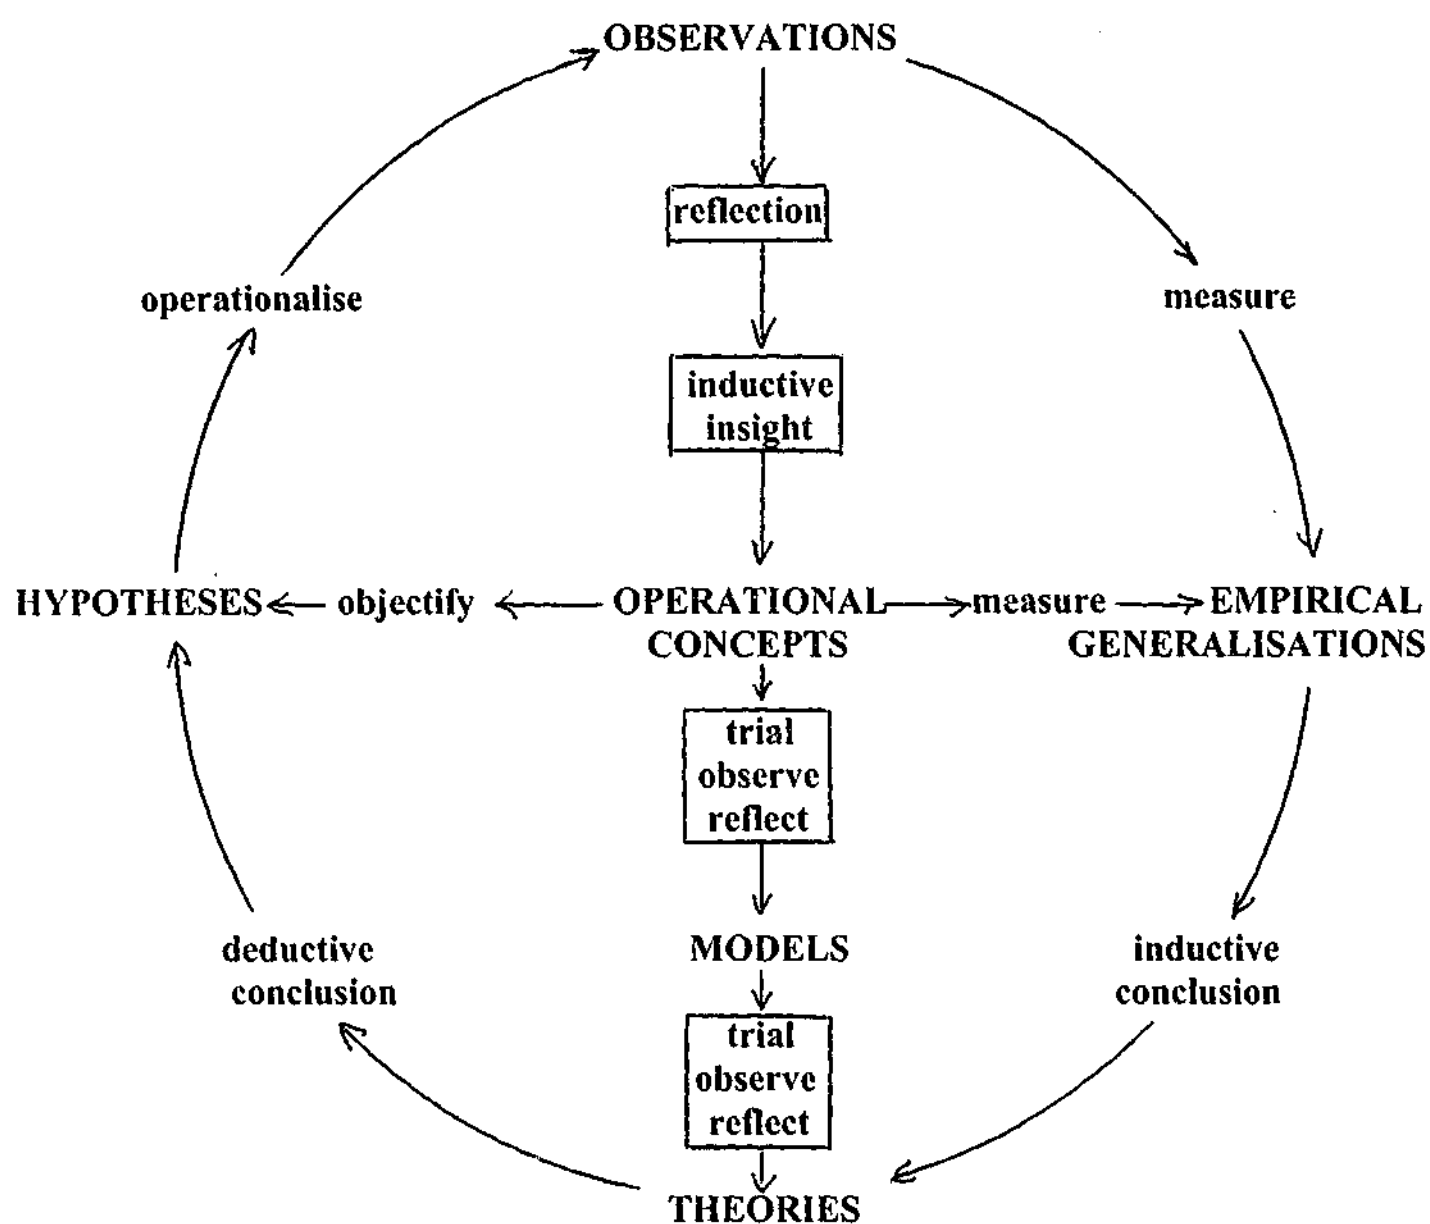 OBSERVATIONS
reflection
operationalise
measure
inductive
insight
HYPOTHESES
objectify
OPERATIONAL
CONCEPTS
measure
EMPIRICAL
GENERALISATIONS
trial
observe
reflect
deductive
conclusion
MODELS
inductive
conclusion
trial
observe
reflect
THEORIES